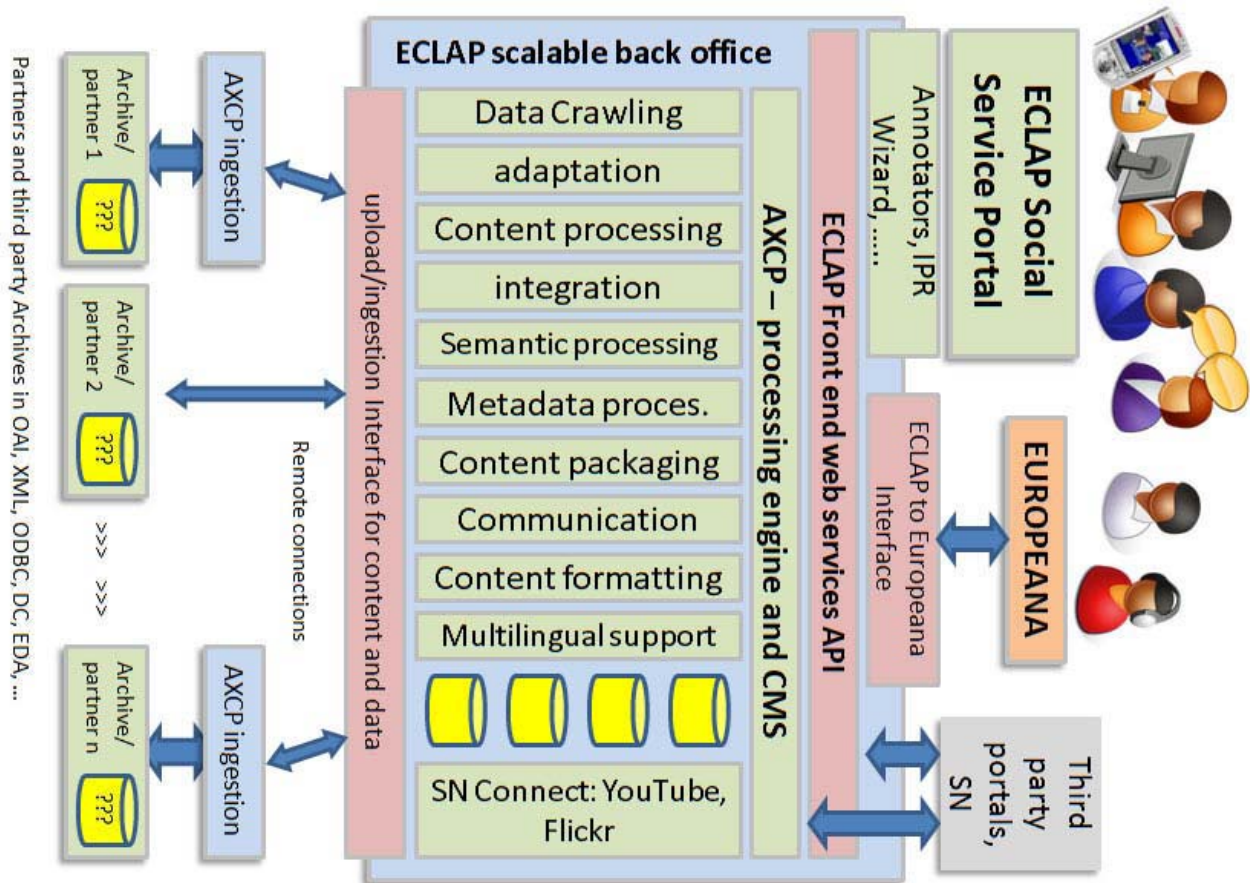 ECLAP scalable back office
Data Crawling
adaptation
Content processing
integration
Semantic processing
Metadata proces.
Content packaging
Communication
Content formatting
Multilingual support
SN Connect: YouTube,
Flickr
AXCP – processing engine and CMS
ECLAP Front end web services API
Annotators, IPR
Wizard, .....
ECLAP Social
Service Portal
ECLAP to Europeana
Interface
EUROPEANA
Third
party
portals,
SN
upload/ingestion Interface for content and data
Remote connections
AXCP ingestion
AXCP ingestion
Archive/
partner 1
???
Archive/
partner 2
???
>>> >>>
Archive/
partner n
???
Partners and third party Archives in OAI, XML, ODBC, DC, EDA, ...